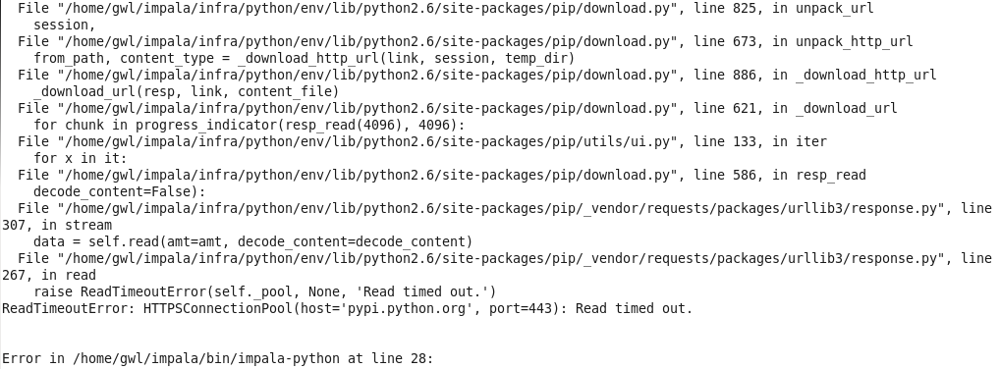 File "/home/gwl/impala/infra/python/env/lib/python2.6/site-packages/pip/download.py", line 825, in unpack_url
session,
File "/home/gwl/impala/infra/python/env/lib/python2.6/site-packages/pip/download.py", line 673, in unpack_http_url
from_path, content_type = _download_http_url(link, session, temp_dir)
File "/home/gwl/impala/infra/python/env/lib/python2.6/site-packages/pip/download.py", line 886, in _download_http_url
_download_url(resp, link, content_file)
File "/home/gwl/impala/infra/python/env/lib/python2.6/site-packages/pip/download.py", line 621, in _download_url
for chunk in progress_indicator(resp_read(4096), 4096):
File "/home/gwl/impala/infra/python/env/lib/python2.6/site-packages/pip/utils/ui.py", line 133, in iter
for x in it:
File "/home/gwl/impala/infra/python/env/lib/python2.6/site-packages/pip/download.py", line 586, in resp_read
decode_content=False):
File "/home/gwl/impala/infra/python/env/lib/python2.6/site-packages/pip/_vendor/requests/packages/urllib3/response.py", line
307, in stream
data = self.read(amt=amt, decode_content=decode_content)
File "/home/gwl/impala/infra/python/env/lib/python2.6/site-packages/pip/_vendor/requests/packages/urllib3/response.py", line
267, in read
raise ReadTimeoutError(self._pool, None, 'Read timed out.')
ReadTimeoutError: HTTPSConnectionPool(host='pypi.python.org', port=443): Read timed out.
Error in /home/gwl/impala/bin/impala-python at line 28: